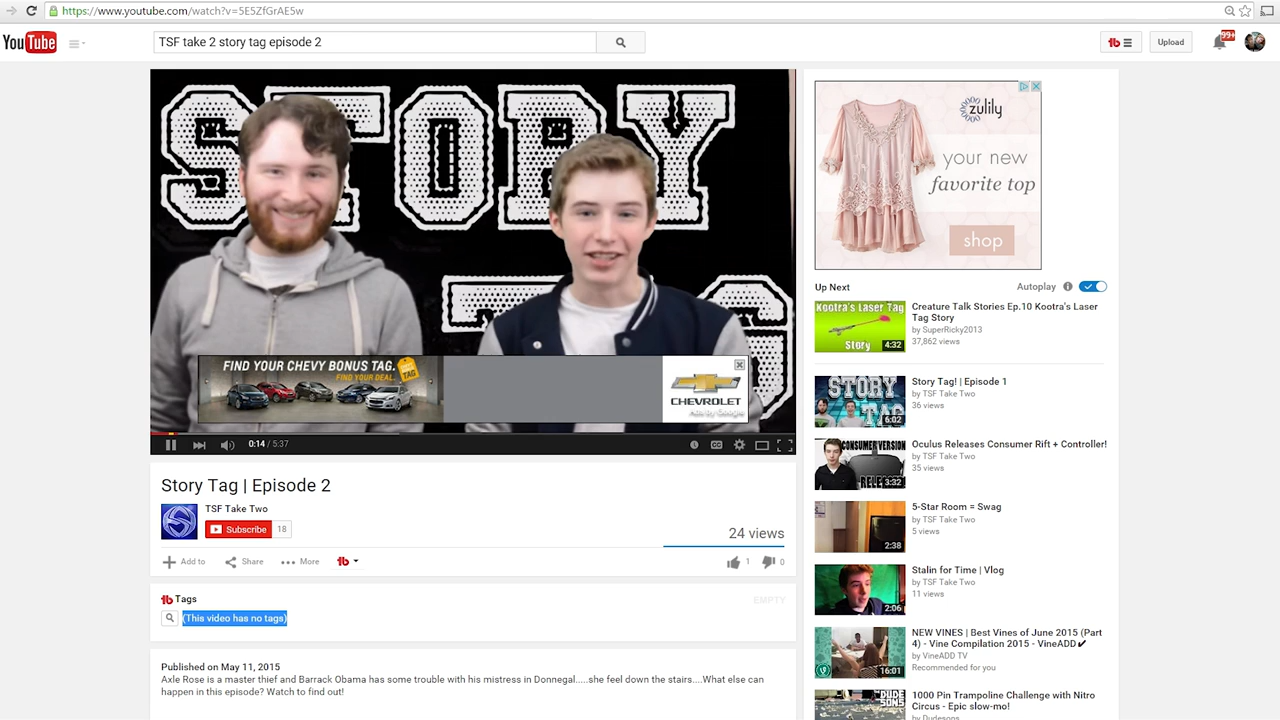 https://www.youtube.com/watch?v=5E5ZfGrAE5w
YouTube
TSF take 2 story tag episode 2
Upload
99+
STORY
FIND YOUR CHEVY BONUS TAG.
FIND YOUR DEAL.
TAG
CHEVROLET
Ads by Google
0:14 / 5:37
Story Tag | Episode 2
TSF Take Two
Subscribe 18
24 views
Add to
Share
More
1
0
Tags
EMPTY
(This video has no tags)
Published on May 11, 2015
Axle Rose is a master thief and Barrack Obama has some trouble with his mistress in Donnegal.....she feel down the stairs....What else can
happen in this episode? Watch to find out!
zulily
your new
favorite top
shop
Up Next
Autoplay
Kootra's Laser Tag
Story
4:32
Creature Talk Stories Ep.10 Kootra's Laser
Tag Story
by SuperRicky2013
37,862 views
STORY
TAG
6:02
Story Tag! | Episode 1
by TSF Take Two
36 views
CONSUMER VERSION
RELEASE
3:32
Oculus Releases Consumer Rift + Controller!
by TSF Take Two
35 views
2:38
5-Star Room = Swag
by TSF Take Two
5 views
2:06
Stalin for Time | Vlog
by TSF Take Two
11 views
16:01
NEW VINES | Best Vines of June 2015 (Part
4) - Vine Compilation 2015 - VineADD✔
by VineADD TV
Recommended for you
DUDESONS
1000 Pin Trampoline Challenge with Nitro
Circus - Epic slow-mo!
by Dudesons